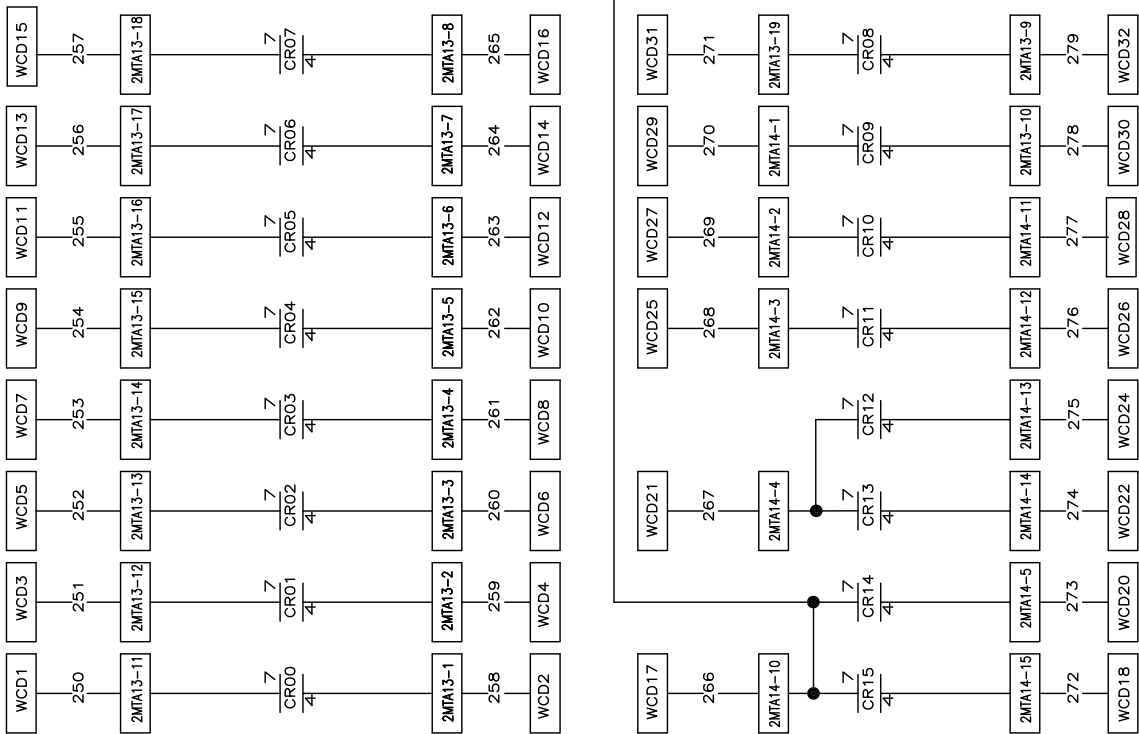 WCD15
257
2MTA13-18
7
CR07
4
2MTA13-8
265
WCD16
WCD13
256
2MTA13-17
7
CR06
4
2MTA13-7
264
WCD14
WCD11
255
2MTA13-16
7
CR05
4
2MTA13-6
263
WCD12
WCD9
254
2MTA13-15
7
CR04
4
2MTA13-5
262
WCD10
WCD7
253
2MTA13-14
7
CR03
4
2MTA13-4
261
WCD8
WCD5
252
2MTA13-13
7
CR02
4
2MTA13-3
260
WCD6
WCD3
251
2MTA13-12
7
CR01
4
2MTA13-2
259
WCD4
WCD1
250
2MTA13-11
7
CR00
4
2MTA13-1
258
WCD2
WCD31
271
2MTA13-19
7
CR08
4
2MTA13-9
279
WCD32
WCD29
270
2MTA14-1
7
CR09
4
2MTA13-10
278
WCD30
WCD27
269
2MTA14-2
7
CR10
4
2MTA14-11
277
WCD28
WCD25
268
2MTA14-3
7
CR11
4
2MTA14-12
276
WCD26
7
CR12
4
2MTA14-13
275
WCD24
WCD21
267
2MTA14-4
7
CR13
4
2MTA14-14
274
WCD22
7
CR14
4
2MTA14-5
273
WCD20
WCD17
266
2MTA14-10
7
CR15
4
2MTA14-15
272
WCD18